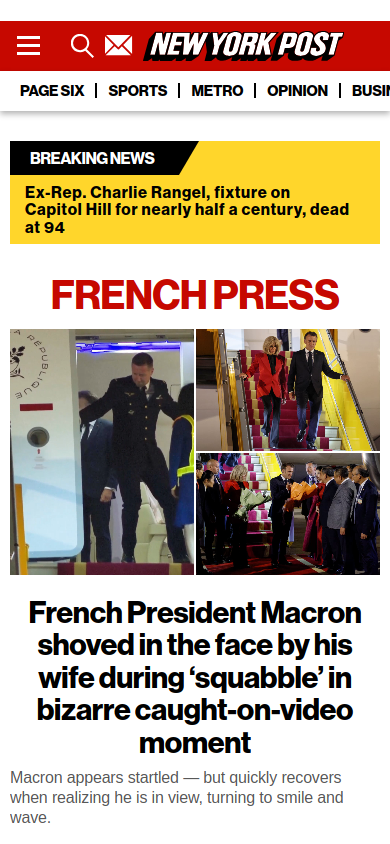 NEW YORK POST
PAGE SIX
SPORTS
METRO
OPINION
BUSI
BREAKING NEWS
Ex-Rep. Charlie Rangel, fixture on
Capitol Hill for nearly half a century, dead
at 94
FRENCH PRESS
RÉPUBLIQUE
French President Macron
shoved in the face by his
wife during ‘squabble’ in
bizarre caught-on-video
moment
Macron appears startled — but quickly recovers
when realizing he is in view, turning to smile and
wave.